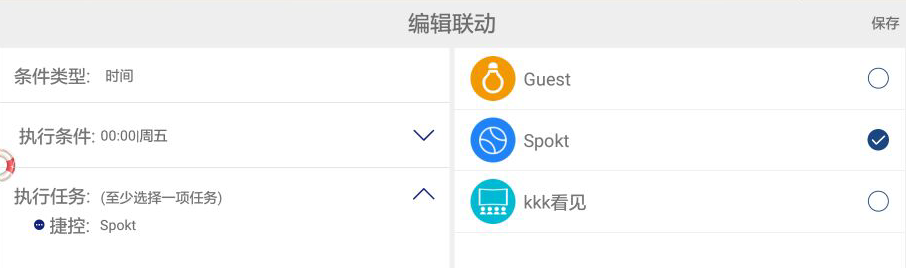 编辑联动
保存
条件类型: 时间
执行条件: 00:00|周五
执行任务: (至少选择一项任务)
捷控: Spokt
Guest
Spokt
kkk看见